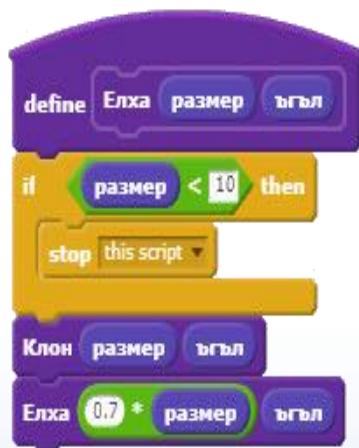 define Елха размер ъгъл
if размер < 10 then
stop this script
Клон размер ъгъл
Елха 0.7 * размер ъгъл